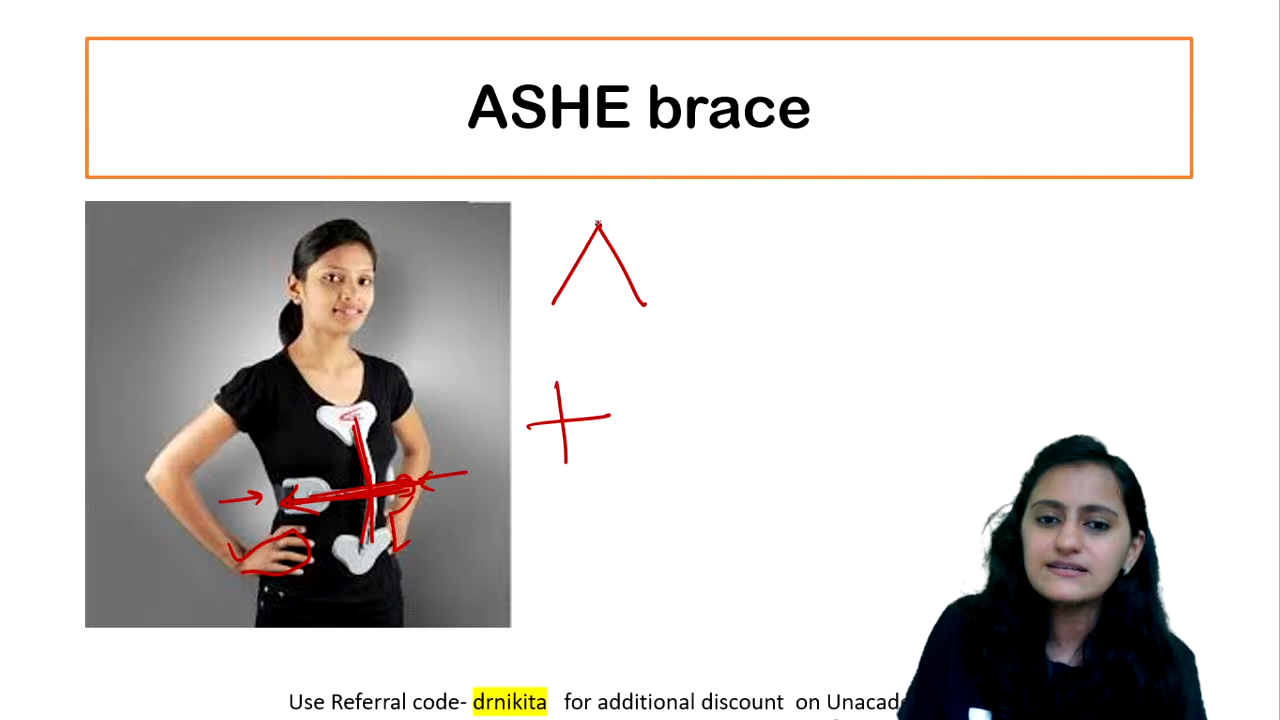 ASHE brace
Use Referral code- drnikita for additional discount on